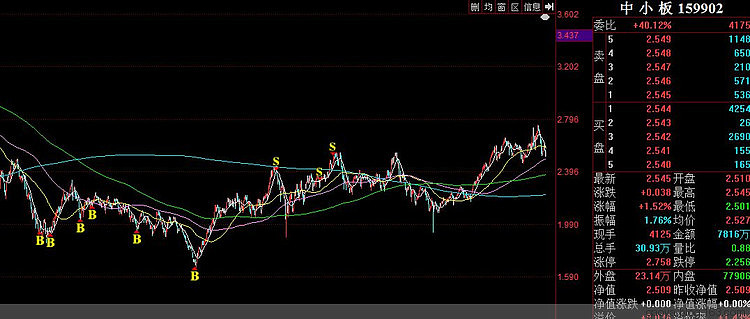 删 均 窗 区 信息
中小板 159902
3.602
3.437
3.202
2.796
2.396
1.990
1.590
S S S
B B B B B B
委比 +40.12% 4175
卖盘
5 2.549 1148
4 2.548 650
3 2.547 210
2 2.546 571
1 2.545 536
买盘
1 2.544 4254
2 2.543 26
3 2.542 2690
4 2.541 155
5 2.540 165
最新 2.545 开盘 2.510
涨跌 +0.038 最高 2.545
涨幅 +1.52% 最低 2.501
振幅 1.76% 均价 2.527
现手 4125 金额 7816万
总手 30.93万 量比 0.88
涨停 2.758 跌停 2.256
外盘 23.14万 内盘 77906
净值 2.509 昨收净值 2.509
净值涨跌 +0.000 净值涨幅 +0.00%